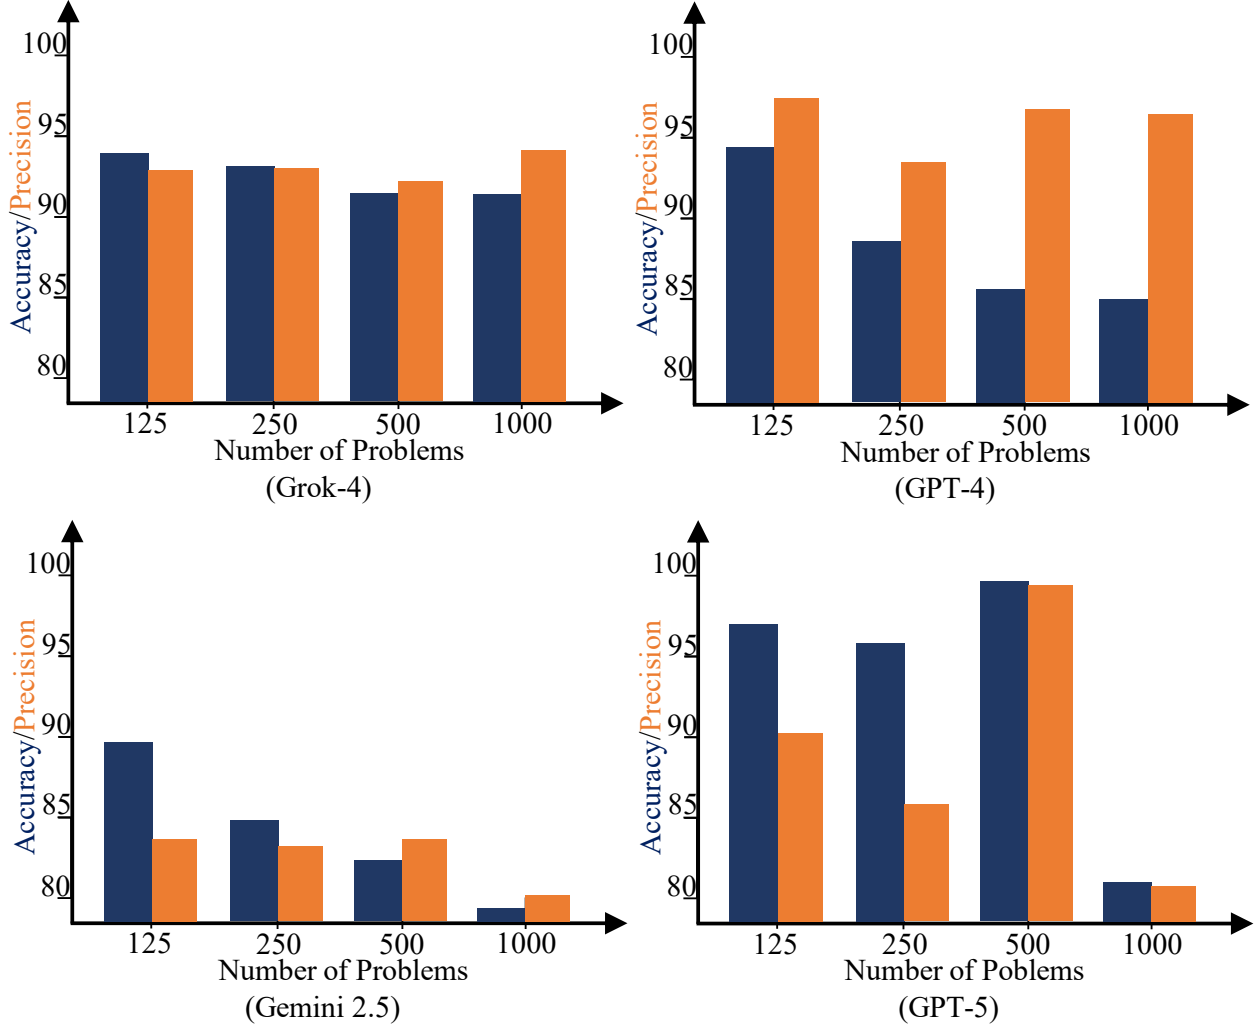 100
95
90
85
80
Accuracy/Precision
125 250 500 1000
Number of Problems
(Grok-4)
100
95
90
85
80
Accuracy/Precision
125 250 500 1000
Number of Problems
(GPT-4)
100
95
90
85
80
Accuracy/Precision
125 250 500 1000
Number of Problems
(Gemini 2.5)
100
95
90
85
80
Accuracy/Precision
125 250 500 1000
Number of Poblems
(GPT-5)